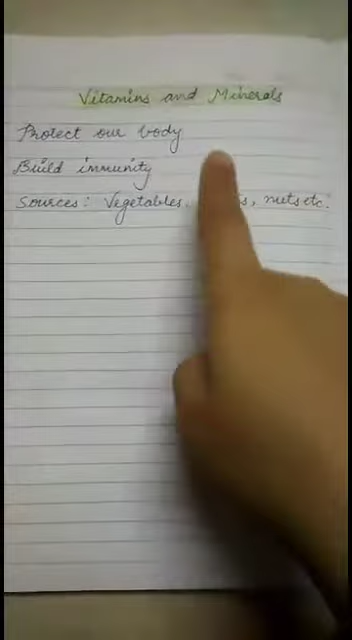 Vitamins and Minerals
Protect our body
Build immunity
Sources: Vegetables, nuts etc.